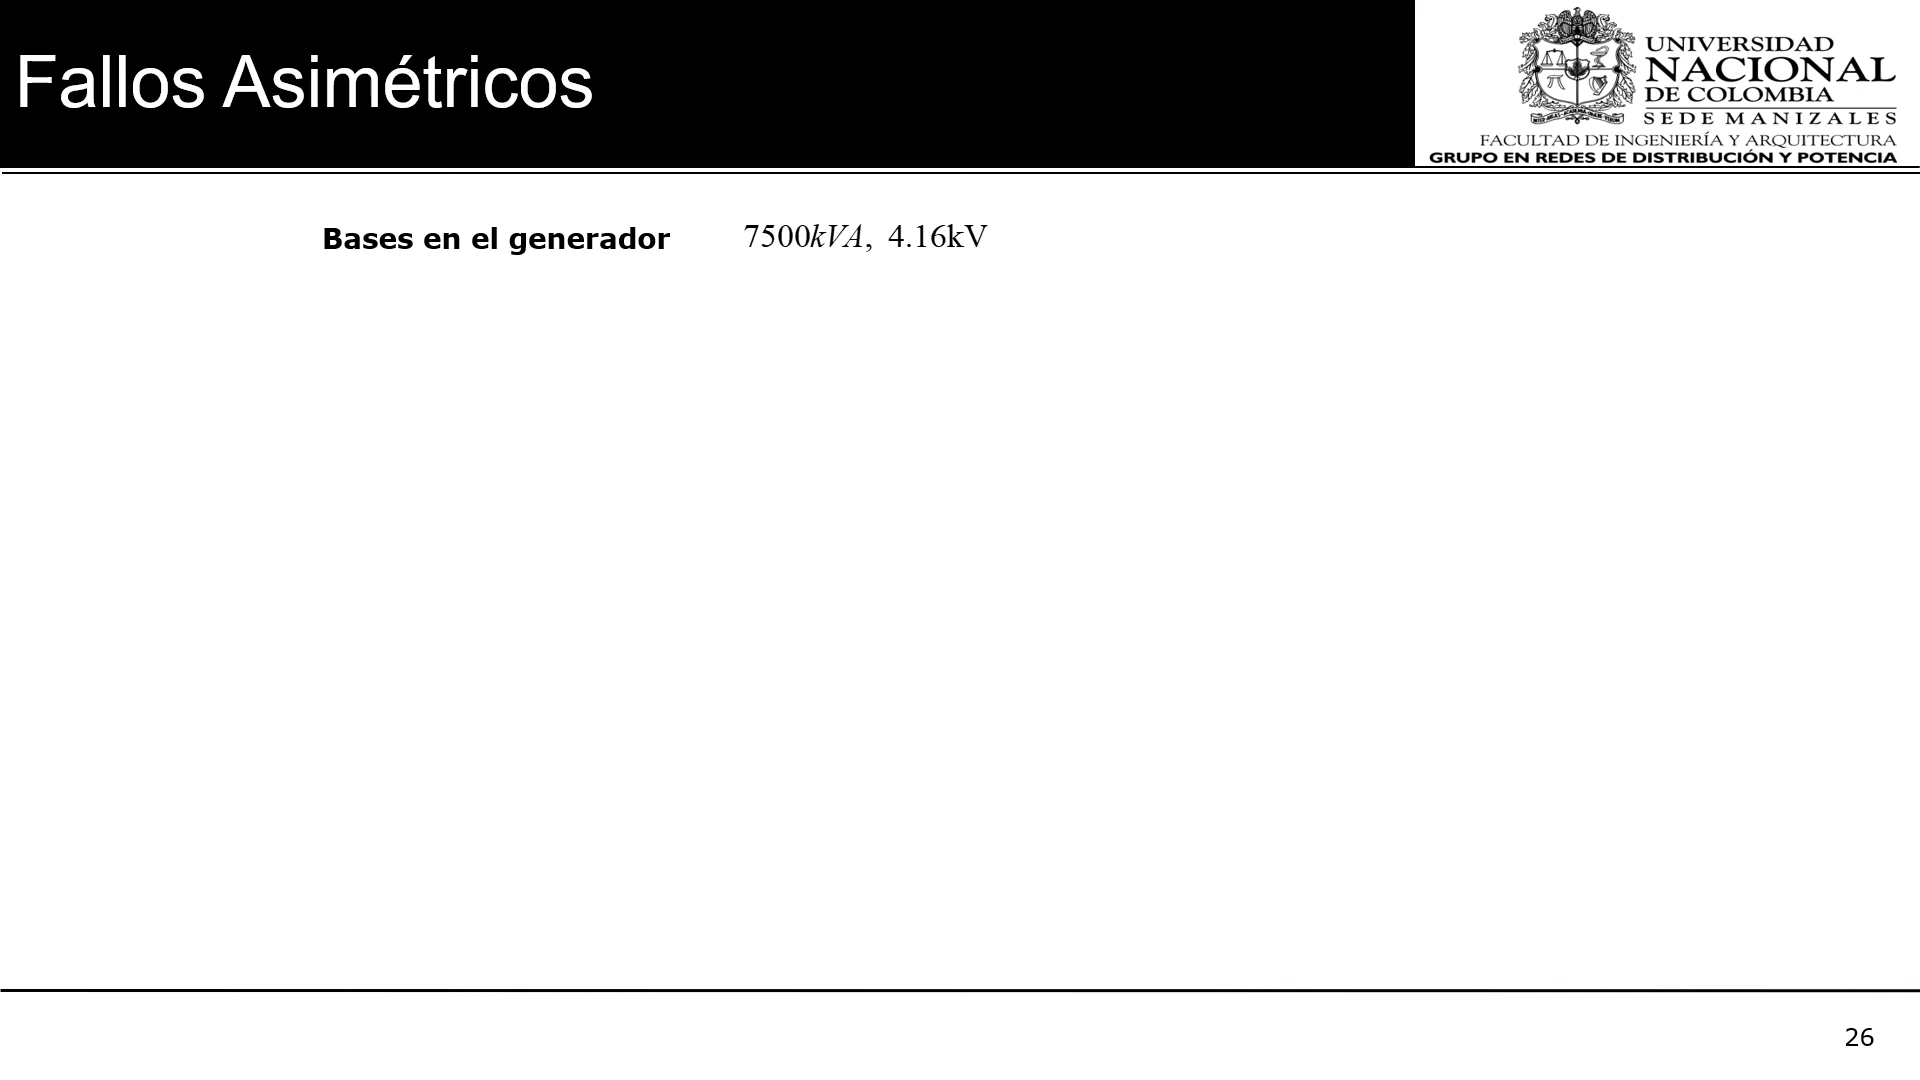 Fallos Asimétricos
UNIVERSIDAD
NACIONAL
DE COLOMBIA
SEDE MANIZALES
FACULTAD DE INGENIERÍA Y ARQUITECTURA
GRUPO EN REDES DE DISTRIBUCIÓN Y POTENCIA
Bases en el generador 7500kVA, 4.16kV
26